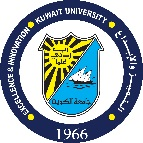 EXCELLENCE & INNOVATION • KUWAIT UNIVERSITY
التميز والإبداع
جامعة الكويت
1966